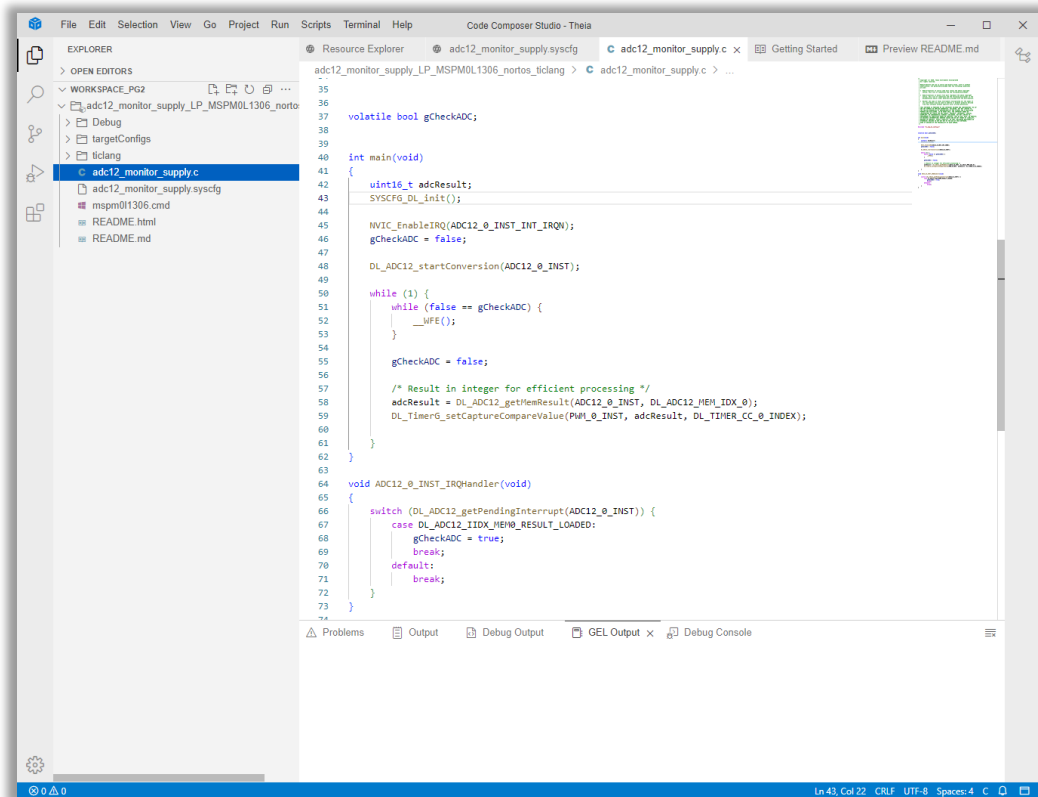 File Edit Selection View Go Project Run Scripts Terminal Help Code Composer Studio - Theia
EXPLORER
OPEN EDITORS
WORKSPACE_PG2
adc12_monitor_supply_LP_MSPM0L1306_norto
Debug
targetConfigs
ticlang
C adc12_monitor_supply.c
adc12_monitor_supply.syscfg
mspm0l1306.cmd
README.html
README.md
Resource Explorer adc12_monitor_supply.syscfg C adc12_monitor_supply.c Getting Started Preview README.md
adc12_monitor_supply_LP_MSPM0L1306_nortos_ticlang > C adc12_monitor_supply.c > ...
35
36
37 volatile bool gCheckADC;
38
39
40 int main(void)
41 {
42 uint16_t adcResult;
43 SYSCFG_DL_init();
44
45 NVIC_EnableIRQ(ADC12_0_INST_INT_IRQN);
46 gCheckADC = false;
47
48 DL_ADC12_startConversion(ADC12_0_INST);
49
50 while (1) {
51 while (false == gCheckADC) {
52 __WFE();
53 }
54
55 gCheckADC = false;
56
57 /* Result in integer for efficient processing */
58 adcResult = DL_ADC12_getMemResult(ADC12_0_INST, DL_ADC12_MEM_IDX_0);
59 DL_TimerG_setCaptureCompareValue(PWM_0_INST, adcResult, DL_TIMER_CC_0_INDEX);
60
61 }
62 }
63
64 void ADC12_0_INST_IRQHandler(void)
65 {
66 switch (DL_ADC12_getPendingInterrupt(ADC12_0_INST)) {
67 case DL_ADC12_IIDX_MEM0_RESULT_LOADED:
68 gCheckADC = true;
69 break;
70 default:
71 break;
72 }
73 }
Problems Output Debug Output GEL Output Debug Console
0 0 Ln 43, Col 22 CRLF UTF-8 Spaces: 4 C